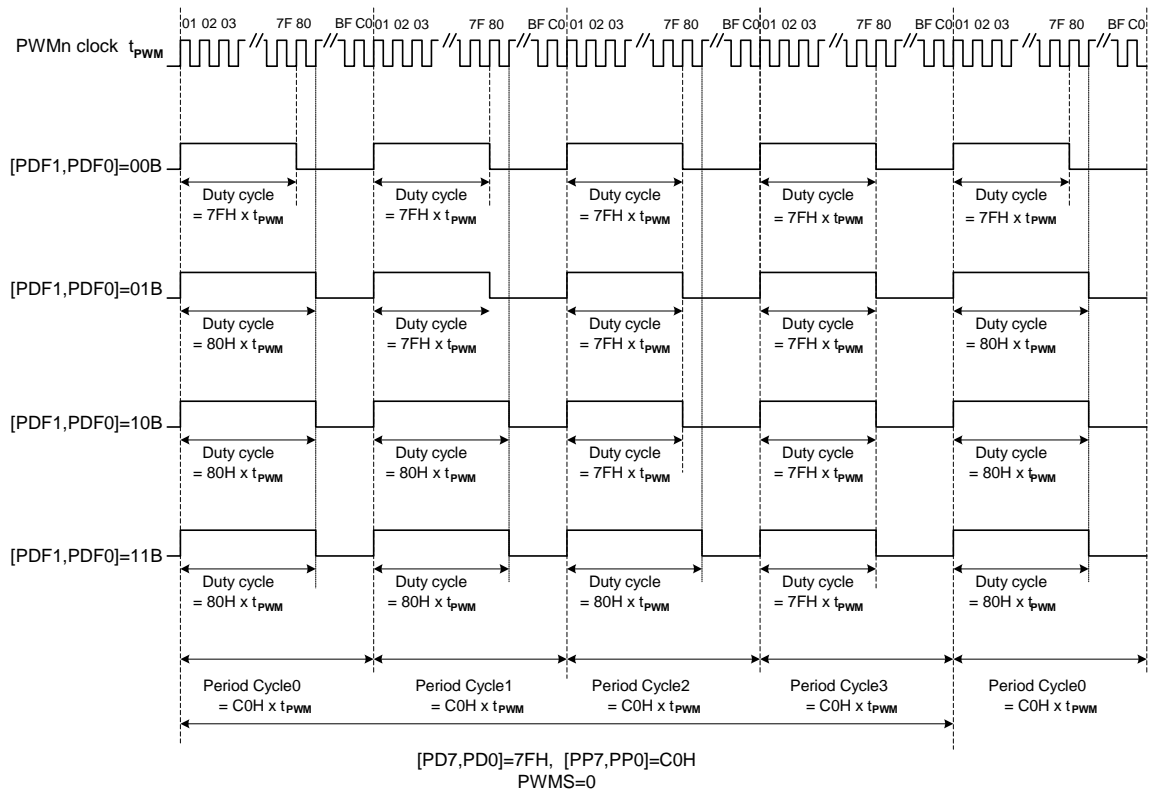 01 02 03 7F 80 BF C0 01 02 03 7F 80 BF C0 01 02 03 7F 80 BF C0 01 02 03 7F 80 BF C0 01 02 03 7F 80 BF C0
PWMn clock tPWM
[PDF1,PDF0]=00B
Duty cycle Duty cycle Duty cycle Duty cycle Duty cycle
= 7FH x tPWM = 7FH x tPWM = 7FH x tPWM = 7FH x tPWM = 7FH x tPWM
[PDF1,PDF0]=01B
Duty cycle Duty cycle Duty cycle Duty cycle Duty cycle
= 80H x tPWM = 7FH x tPWM = 7FH x tPWM = 7FH x tPWM = 80H x tPWM
[PDF1,PDF0]=10B
Duty cycle Duty cycle Duty cycle Duty cycle Duty cycle
= 80H x tPWM = 80H x tPWM = 7FH x tPWM = 7FH x tPWM = 80H x tPWM
[PDF1,PDF0]=11B
Duty cycle Duty cycle Duty cycle Duty cycle Duty cycle
= 80H x tPWM = 80H x tPWM = 80H x tPWM = 7FH x tPWM = 80H x tPWM
Period Cycle0 Period Cycle1 Period Cycle2 Period Cycle3 Period Cycle0
= C0H x tPWM = C0H x tPWM = C0H x tPWM = C0H x tPWM = C0H x tPWM
[PD7,PD0]=7FH, [PP7,PP0]=C0H
PWMS=0